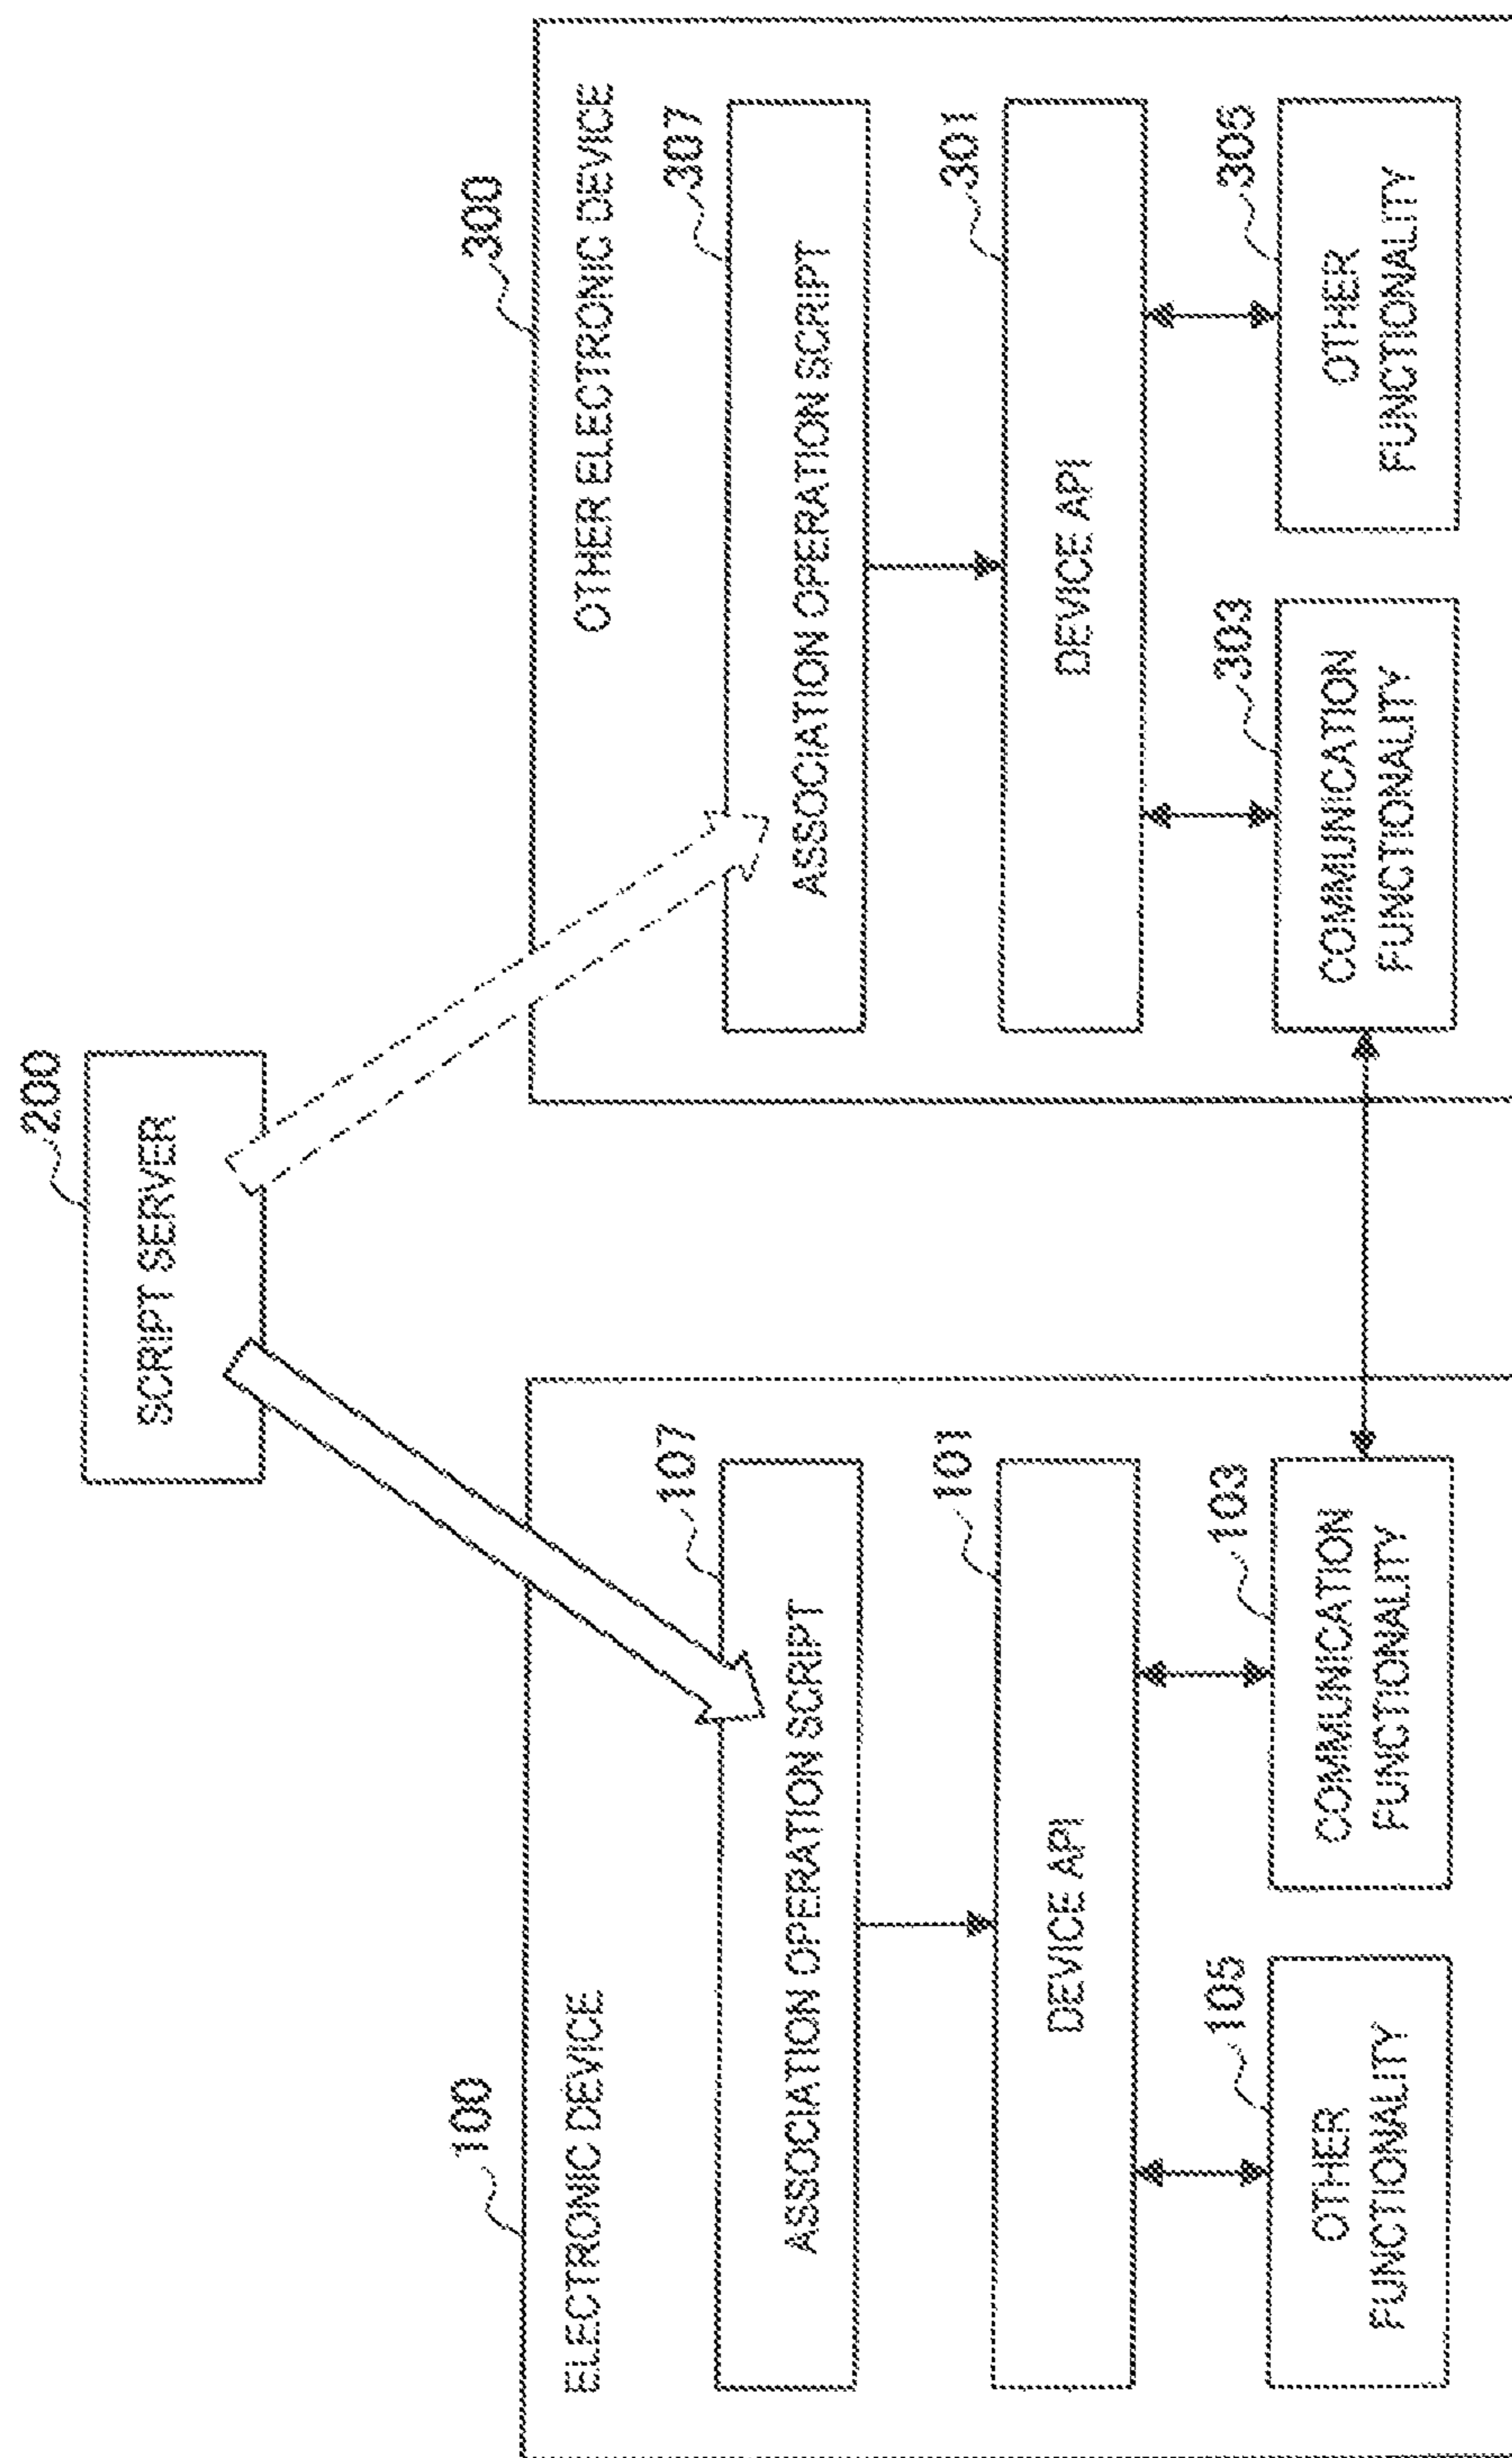 200
SCRIPT SERVER
100
ELECTRONIC DEVICE
107
ASSOCIATION OPERATION SCRIPT
101
DEVICE API
105
OTHER
FUNCTIONALITY
103
COMMUNICATION
FUNCTIONALITY
300
OTHER ELECTRONIC DEVICE
307
ASSOCIATION OPERATION SCRIPT
301
DEVICE API
303
COMMUNICATION
FUNCTIONALITY
305
OTHER
FUNCTIONALITY